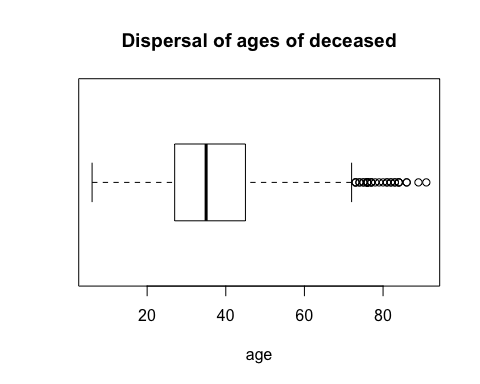 Dispersal of ages of deceased
20 40 60 80
age